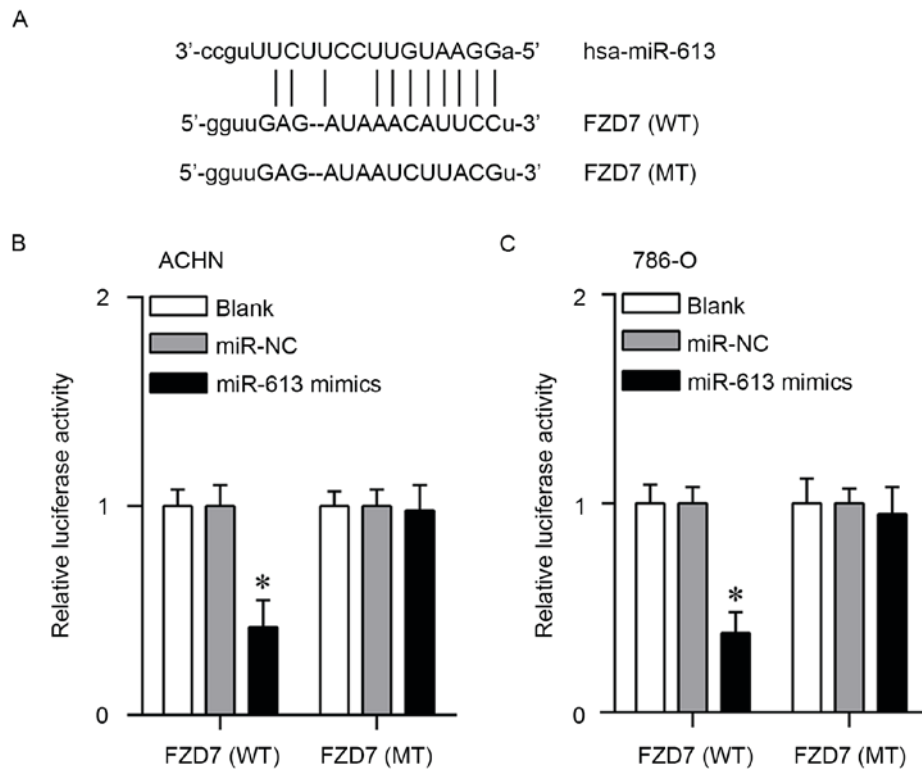 A
3’-ccguUUCUUCCUUGUAAGGa-5’ hsa-miR-613
5’-gguuGAG--AUAAACAUUCCu-3’ FZD7 (WT)
5’-gguuGAG--AUAAUCUUACGu-3’ FZD7 (MT)
B
ACHN
2
Blank
miR-NC
miR-613 mimics
Relative luciferase activity
1
*
0
FZD7 (WT) FZD7 (MT)
C
786-O
2
Blank
miR-NC
miR-613 mimics
Relative luciferase activity
1
*
0
FZD7 (WT) FZD7 (MT)